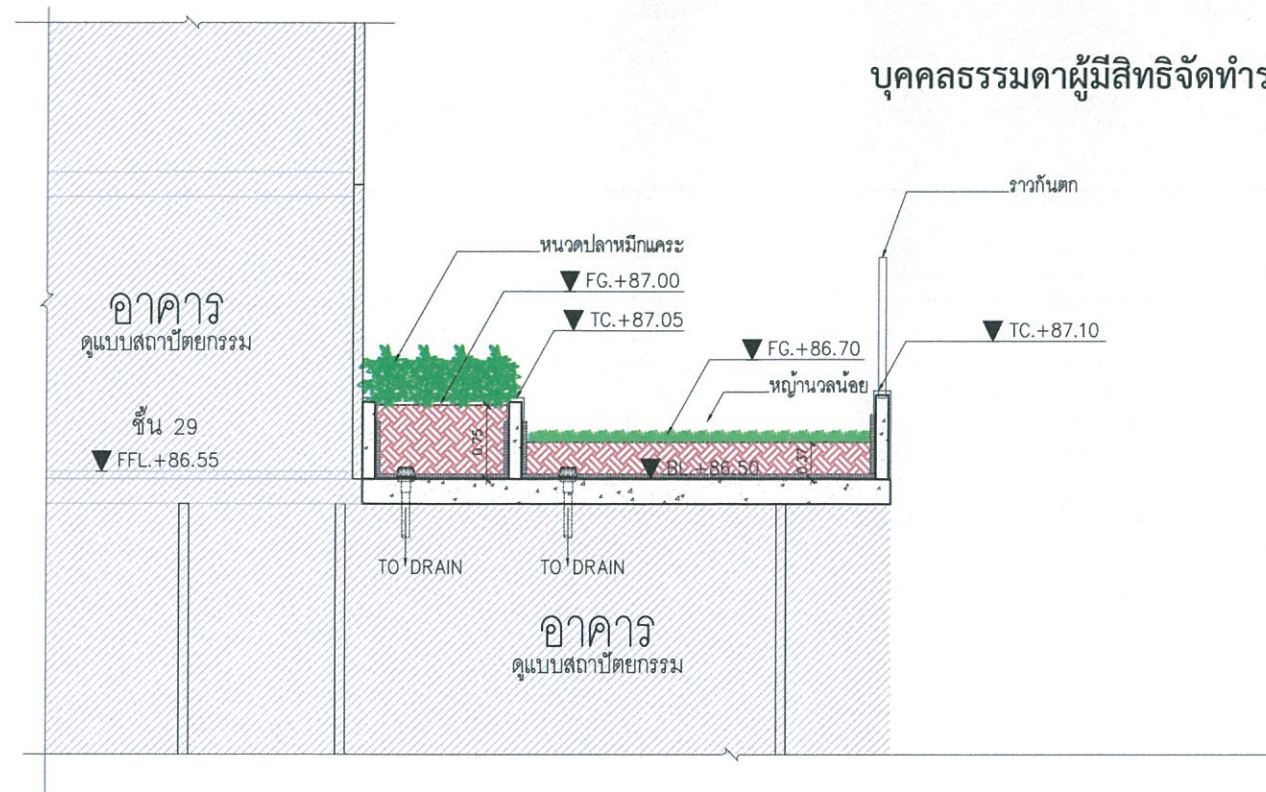 บุคคลธรรมดาผู้มีสิทธิจัดทำร
ราวกันตก
หนวดปลาหมึกแคระ
FG.+87.00
TC.+87.05
FG.+86.70
TC.+87.10
หญ้านวลน้อย
อาคาร
ดูแบบสถาปัตยกรรม
ชั้น 29
FFL.+86.55
0.75
RL.+86.50
0.37
TO DRAIN
TO DRAIN
อาคาร
ดูแบบสถาปัตยกรรม